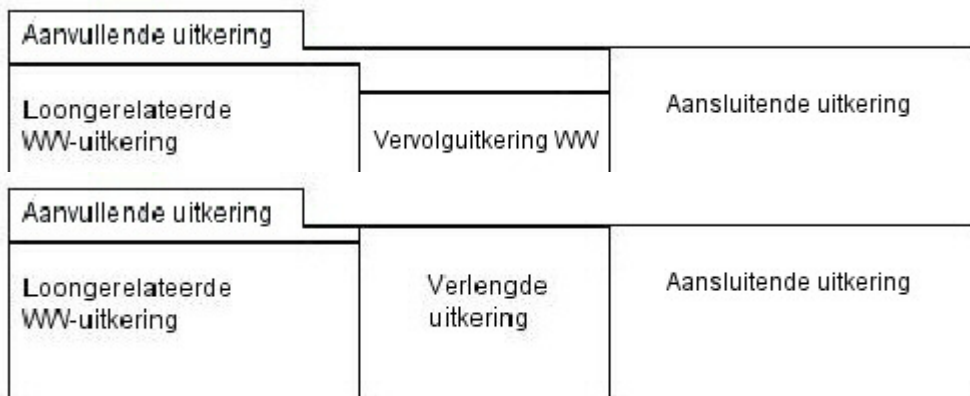 Aanvullende uitkering
Loongerelateerde
WW-uitkering
Vervolguitkering WW
Aansluitende uitkering
Aanvullende uitkering
Loongerelateerde
WW-uitkering
Verlengde
uitkering
Aansluitende uitkering